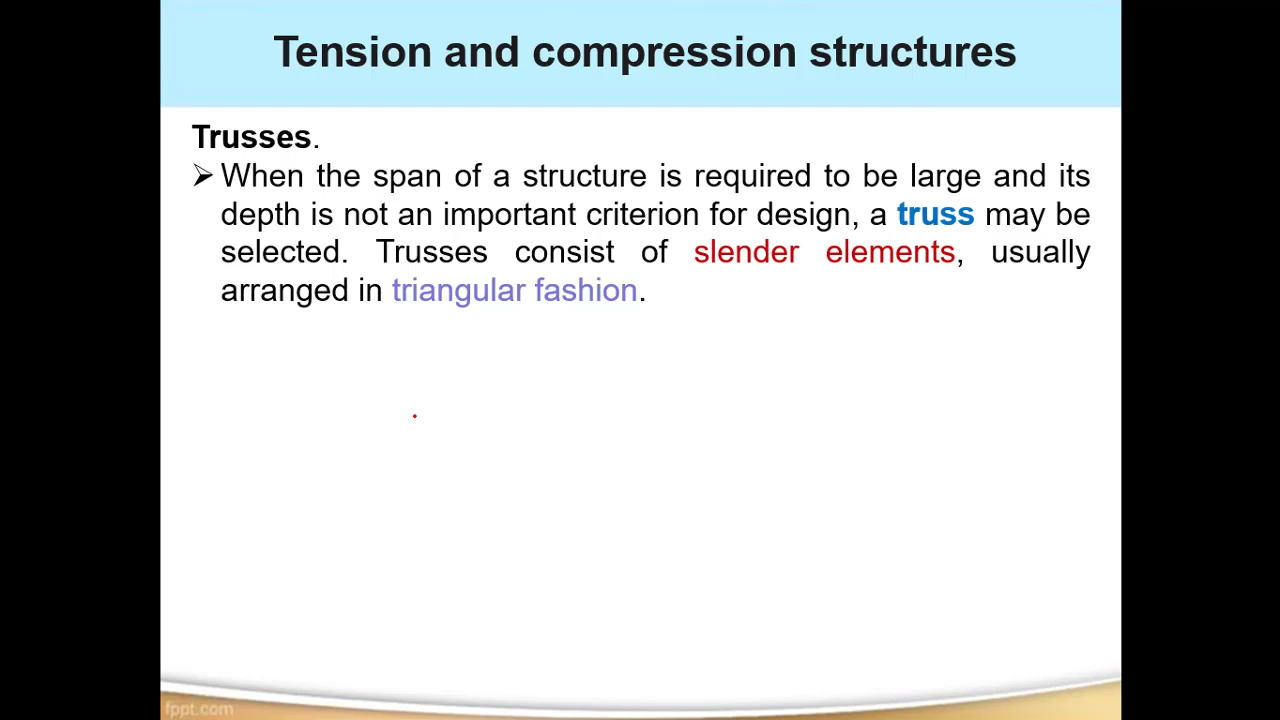 Tension and compression structures
Trusses.
➢ When the span of a structure is required to be large and its
depth is not an important criterion for design, a truss may be
selected. Trusses consist of slender elements, usually
arranged in triangular fashion.
fppt.com